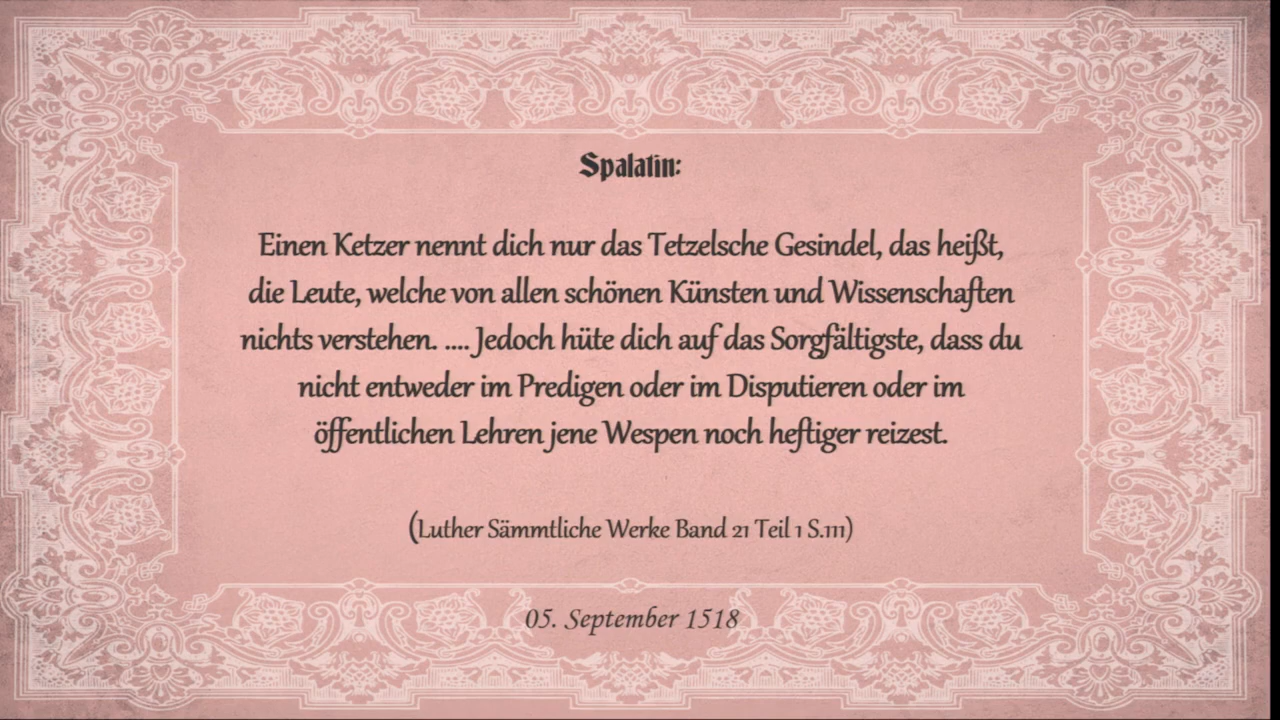 Spalatin:
Einen Ketzer nennt dich nur das Tetzelsche Gesindel, das heißt,
die Leute, welche von allen schönen Künsten und Wissenschaften
nichts verstehen. .... Jedoch hüte dich auf das Sorgfältigste, dass du
nicht entweder im Predigen oder im Disputieren oder im
öffentlichen Lehren jene Wespen noch heftiger reizest.
(Luther Sämmtliche Werke Band 21 Teil 1 S.111)
05. September 1518